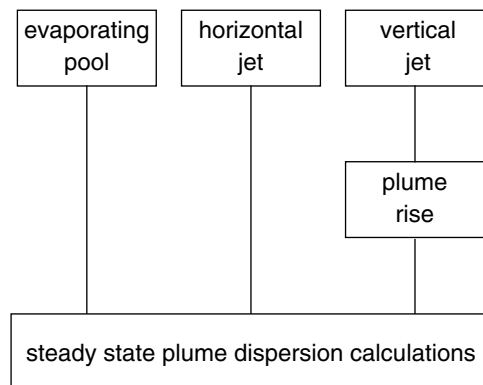 evaporating
pool
horizontal
jet
vertical
jet
plume
rise
steady state plume dispersion calculations